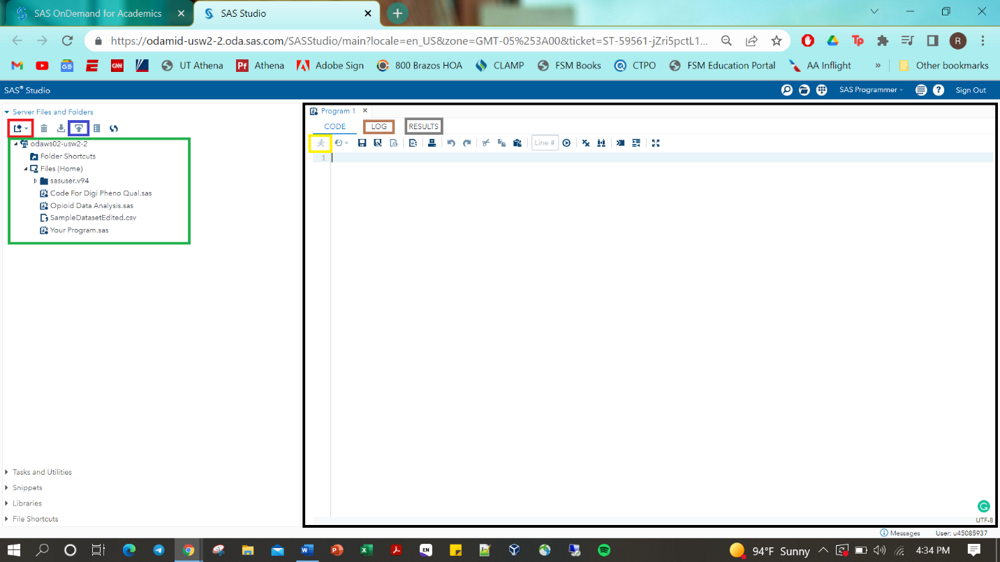 SAS OnDemand for Academics
SAS Studio
https://odamid-usw2-2.oda.sas.com/SASStudio/main?locale=en_US&zone=GMT-05%253A00&ticket=ST-59561-jZri5pctL1...
Tp
R
GE
E
CNN
UT Athena
Pf
Athena
Adobe Sign
800 Brazos HOA
CLAMP
FSM Books
CTPO
FSM Education Portal
AA Inflight
»
Other bookmarks
SAS® Studio
SAS Programmer
Sign Out
Server Files and Folders
Program 1
CODE
LOG
RESULTS
Line #
1
odaws02-usw2-2
Folder Shortcuts
Files (Home)
sasuser.v94
Code For Digi Pheno Qual.sas
Opioid Data Analysis.sas
SampleDatasetEdited.csv
Your Program.sas
Tasks and Utilities
Snippets
Libraries
File Shortcuts
UTF-8
Messages
User: u45085937
EN
94°F Sunny
4:34 PM